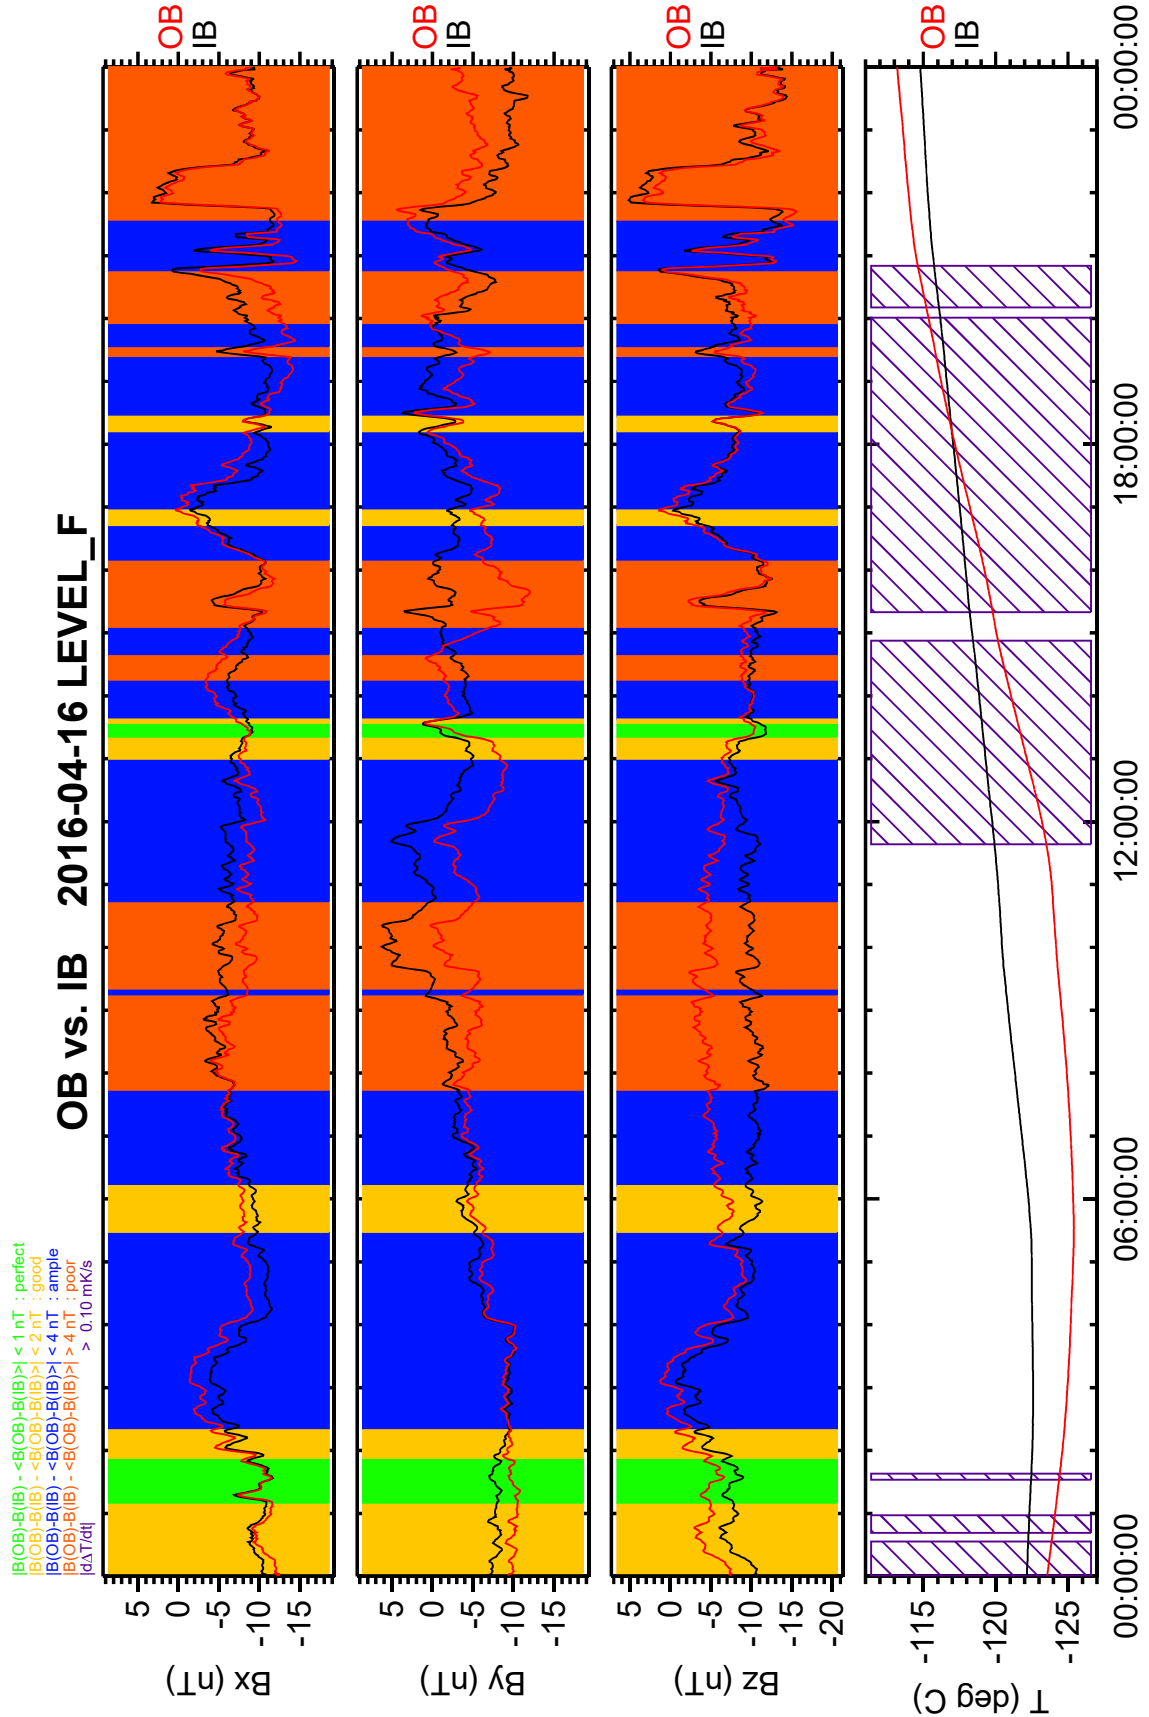 |B(OB)-B(IB) - <B(OB)-B(IB)>| < 1 nT : perfect
|B(OB)-B(IB) - <B(OB)-B(IB)>| < 2 nT : good
|B(OB)-B(IB) - <B(OB)-B(IB)>| < 4 nT : ample
|B(OB)-B(IB) - <B(OB)-B(IB)>| > 4 nT : poor
|dΔT/dt| > 0.10 mK/s
OB vs. IB 2016-04-16 LEVEL_F
Bx (nT)
5
0
-5
-10
-15
OB
IB
By (nT)
5
0
-5
-10
-15
OB
IB
Bz (nT)
5
0
-5
-10
-15
-20
OB
IB
T (deg C)
-115
-120
-125
OB
IB
00:00:00
06:00:00
12:00:00
18:00:00
00:00:00